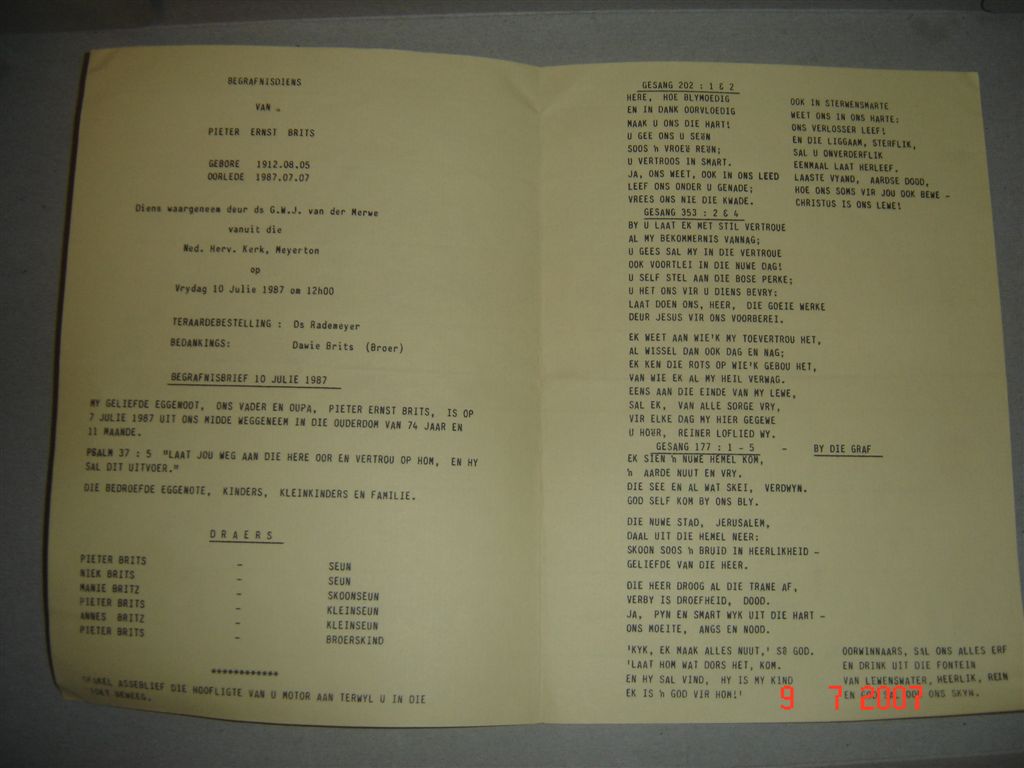 BEGRAFNISDIENS
VAN
PIETER ERNST BRITS
GEBORE 1912.08.05
OORLEDE 1987.07.07
Diens waargeneem deur ds G.W.J. van der Merwe
vanuit die
Ned. Herv. Kerk, Meyerton
op
Vrydag 10 Julie 1987 om 12h00
TERAARDEBESTELLING : Ds Rademeyer
BEDANKINGS: Dawie Brits (Broer)
BEGRAFNISBRIEF 10 JULIE 1987
MY GELIEFDE EGGENOOT, ONS VADER EN OUPA, PIETER ERNST BRITS, IS OP
7 JULIE 1987 UIT ONS MIDDE WEGGENEEM IN DIE OUDERDOM VAN 74 JAAR EN
11 MAANDE.
PSALM 37 : 5 "LAAT JOU WEG AAN DIE HERE OOR EN VERTROU OP HOM, EN HY
SAL DIT UITVOER."
DIE BEDROEFDE EGGENOTE, KINDERS, KLEINKINDERS EN FAMILIE.
DRAERS
PIETER BRITS - SEUN
NIEK BRITS - SEUN
MANIE BRITZ - SKOONSEUN
PIETER BRITS - KLEINSEUN
ANNES BRITZ - KLEINSEUN
PIETER BRITS - BROERSKIND
************
ASSEBLIEF DIE HOOFLIGTE VAN U MOTOR AAN TERWYL U IN DIE
BEWEEG.
GESANG 202 : 1 & 2
HERE, HOE BLYMOEDIG
EN IN DANK OORVLOEDIG
MAAK U ONS DIE HART!
U GEE ONS U SEUN
SOOS 'n VROEË REËN;
U VERTROOS IN SMART.
JA, ONS WEET, OOK IN ONS LEED
LEEF ONS ONDER U GENADE;
VREES ONS NIE DIE KWADE.
OOK IN STERWENSMARTE
WEET ONS IN ONS HARTE:
ONS VERLOSSER LEEF!
EN DIE LIGGAAM, STERFLIK,
SAL U ONVERDERFLIK
EENMAAL LAAT HERLEEF.
LAASTE VYAND, AARDSE DOOD,
HOE ONS SOMS VIR JOU OOK BEWE -
CHRISTUS IS ONS LEWE!
GESANG 353 : 2 & 4
BY U LAAT EK MET STIL VERTROUE
AL MY BEKOMMERNIS VANNAG;
U GEES SAL MY IN DIE VERTROUE
OOK VOORTLEI IN DIE NUWE DAG!
U SELF STEL AAN DIE BOSE PERKE;
U HET ONS VIR U DIENS BEVRY;
LAAT DOEN ONS, HEER, DIE GOEIE WERKE
DEUR JESUS VIR ONS VOORBEREI.
EK WEET AAN WIE'K MY TOEVERTROU HET,
AL WISSEL DAN OOK DAG EN NAG;
EK KEN DIE ROTS OP WIE'K GEBOU HET,
VAN WIE EK AL MY HEIL VERWAG.
EENS AAN DIE EINDE VAN MY LEWE,
SAL EK, VAN ALLE SORGE VRY,
VIR ELKE DAG MY HIER GEGEWE
U HOËR, REINER LOFLIED WY.
GESANG 177 : 1 - 5 - BY DIE GRAF
EK SIEN 'n NUWE HEMEL KOM,
'n AARDE NUUT EN VRY.
DIE SEE EN AL WAT SKEI, VERDWYN.
GOD SELF KOM BY ONS BLY.
DIE NUWE STAD, JERUSALEM,
DAAL UIT DIE HEMEL NEER:
SKOON SOOS 'n BRUID IN HEERLIKHEID -
GELIEFDE VAN DIE HEER.
DIE HEER DROOG AL DIE TRANE AF,
VERBY IS DROEFHEID, DOOD.
JA, PYN EN SMART WYK UIT DIE HART -
ONS MOEITE, ANGS EN NOOD.
'KYK, EK MAAK ALLES NUUT,' SÊ GOD.
'LAAT HOM WAT DORS HET, KOM.
EN HY SAL VIND, HY IS MY KIND
EK IS 'n GOD VIR HOM!'
OORWINNAARS, SAL ONS ALLES ERF
EN DRINK UIT DIE FONTEIN
VAN LEWENSWATER, HEERLIK, REIN
EN GOD SAL OOR ONS SKYN.
9 7 2007